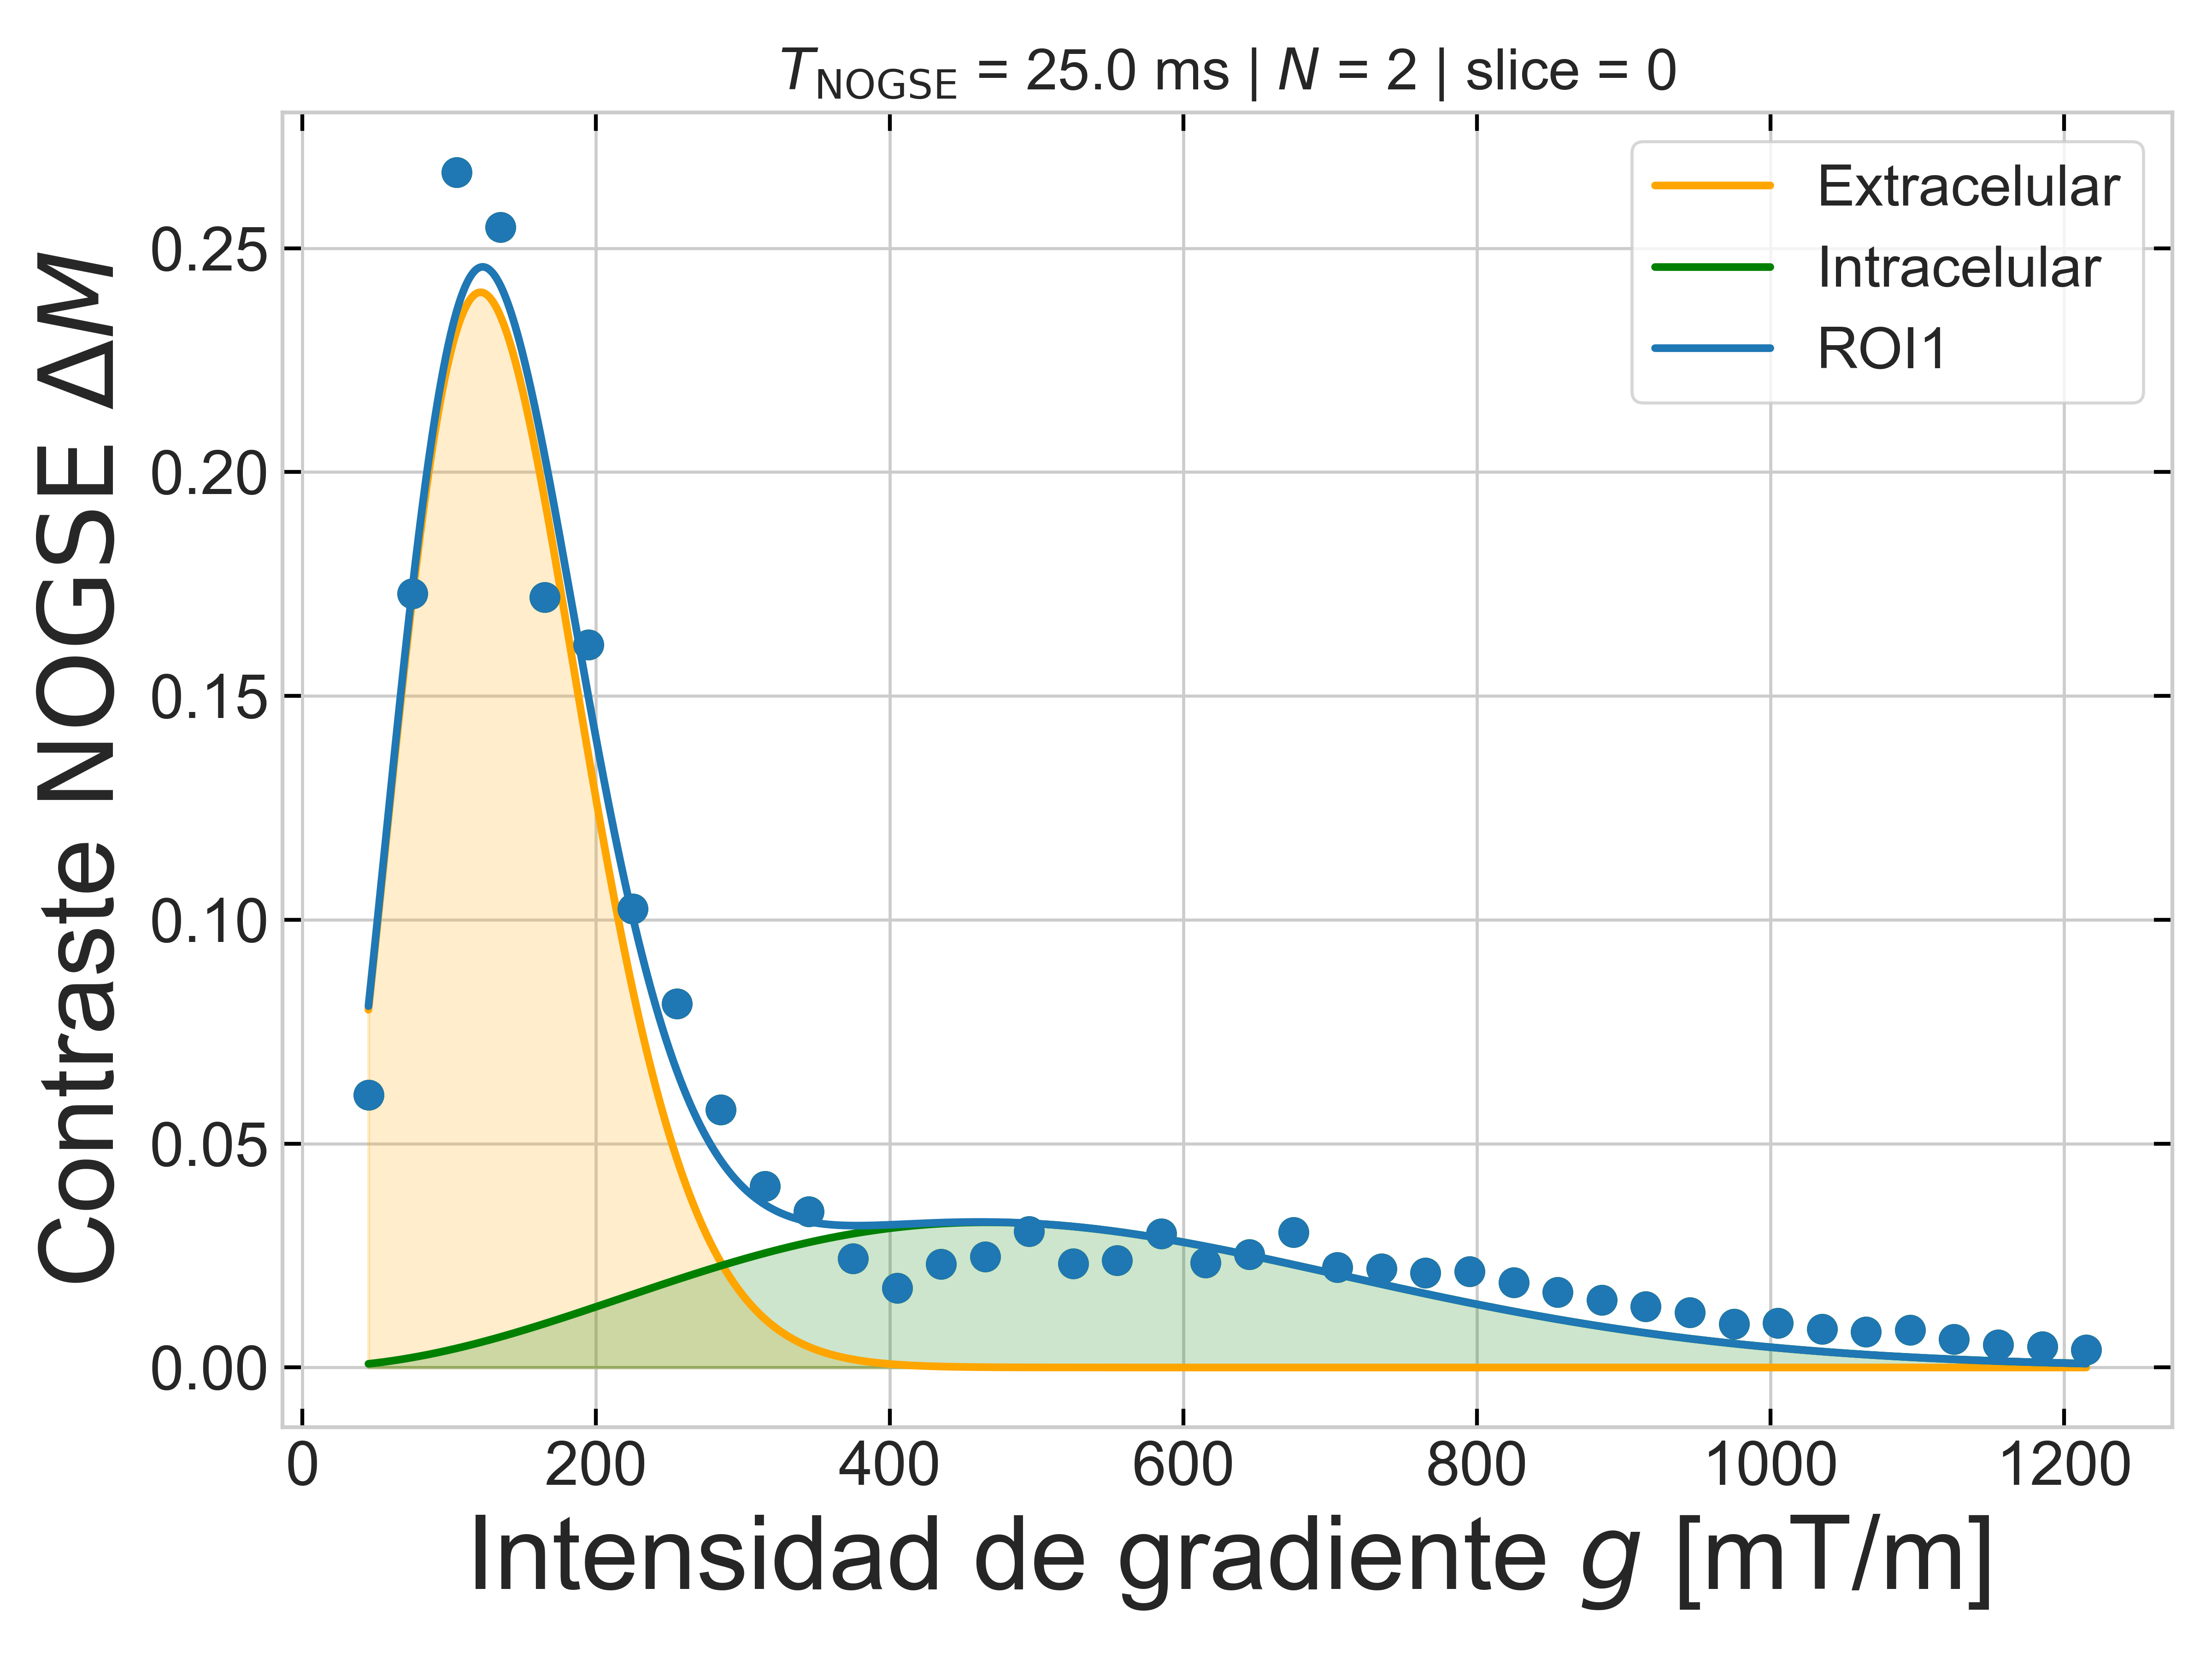 T_NOGSE = 25.0 ms | N = 2 | slice = 0
Extracelular
Intracelular
ROI1
Contraste NOGSE ΔM
0.25
0.20
0.15
0.10
0.05
0.00
0 200 400 600 800 1000 1200
Intensidad de gradiente g [mT/m]